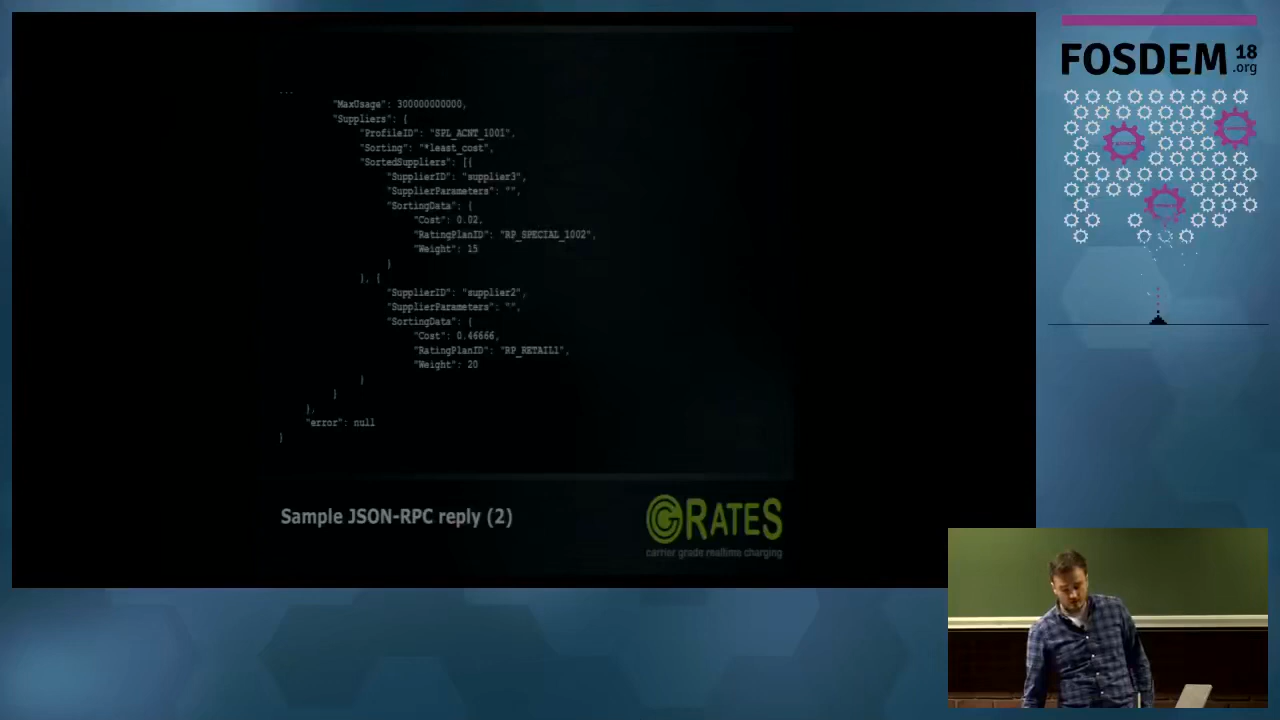 ...
"MaxUsage": 300000000000,
"Suppliers": {
"ProfileID": "SPL_ACNT_1001",
"Sorting": "*least_cost",
"SortedSuppliers": [{
"SupplierID": "supplier3",
"SupplierParameters": "",
"SortingData": {
"Cost": 0.02,
"RatingPlanID": "RP_SPECIAL_1002",
"Weight": 15
}
}, {
"SupplierID": "supplier2",
"SupplierParameters": "",
"SortingData": {
"Cost": 0.46666,
"RatingPlanID": "RP_RETAIL1",
"Weight": 20
}
]
},
"error": null
}
Sample JSON-RPC reply (2)
CGRATES
carrier grade realtime charging
FOSDEM 18
.org